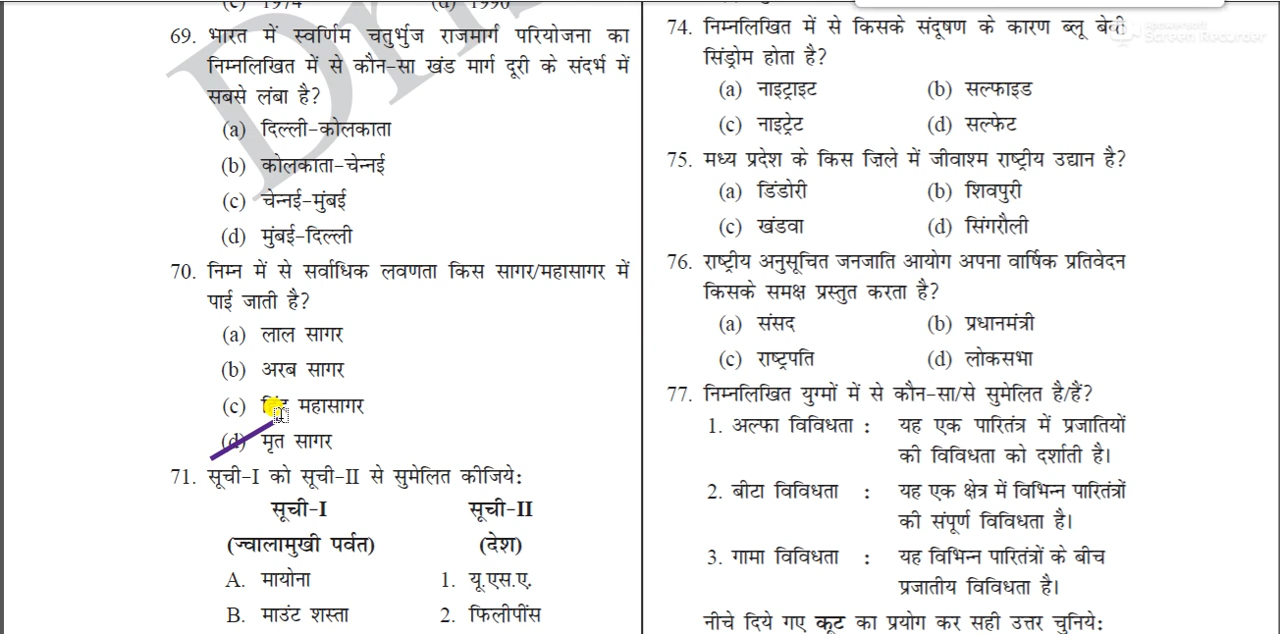 (c) 1974 (d) 1990
69. भारत में स्वर्णिम चतुर्भुज राजमार्ग परियोजना का
निम्नलिखित में से कौन-सा खंड मार्ग दूरी के संदर्भ में
सबसे लंबा है?
(a) दिल्ली-कोलकाता
(b) कोलकाता-चेन्नई
(c) चेन्नई-मुंबई
(d) मुंबई-दिल्ली
70. निम्न में से सर्वाधिक लवणता किस सागर/महासागर में
पाई जाती है?
(a) लाल सागर
(b) अरब सागर
(c) महासागर
(d) मृत सागर
71. सूची-I को सूची-II से सुमेलित कीजिये:
सूची-I सूची-II
(ज्वालामुखी पर्वत) (देश)
A. मायोना 1. यू.एस.ए.
B. माउंट शस्ता 2. फिलीपींस
74. निम्नलिखित में से किसके संदूषण के कारण ब्लू बेबी
सिंड्रोम होता है?
(a) नाइट्राइट (b) सल्फाइड
(c) नाइट्रेट (d) सल्फेट
75. मध्य प्रदेश के किस ज़िले में जीवाश्म राष्ट्रीय उद्यान है?
(a) डिंडोरी (b) शिवपुरी
(c) खंडवा (d) सिंगरौली
76. राष्ट्रीय अनुसूचित जनजाति आयोग अपना वार्षिक प्रतिवेदन
किसके समक्ष प्रस्तुत करता है?
(a) संसद (b) प्रधानमंत्री
(c) राष्ट्रपति (d) लोकसभा
77. निम्नलिखित युग्मों में से कौन-सा/से सुमेलित है/हैं?
1. अल्फा विविधता : यह एक पारितंत्र में प्रजातियों
की विविधता को दर्शाती है।
2. बीटा विविधता : यह एक क्षेत्र में विभिन्न पारितंत्रों
की संपूर्ण विविधता है।
3. गामा विविधता : यह विभिन्न पारितंत्रों के बीच
प्रजातीय विविधता है।
नीचे दिये गए कूट का प्रयोग कर सही उत्तर चुनिये:
Apowersoft
Screen Recorder